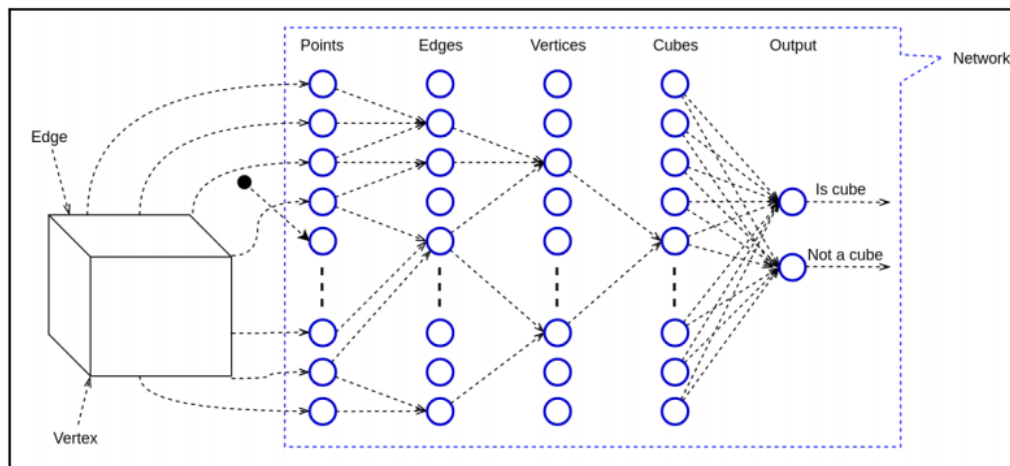 Points Edges Vertices Cubes Output
Network
Edge
Is cube
Not a cube
Vertex